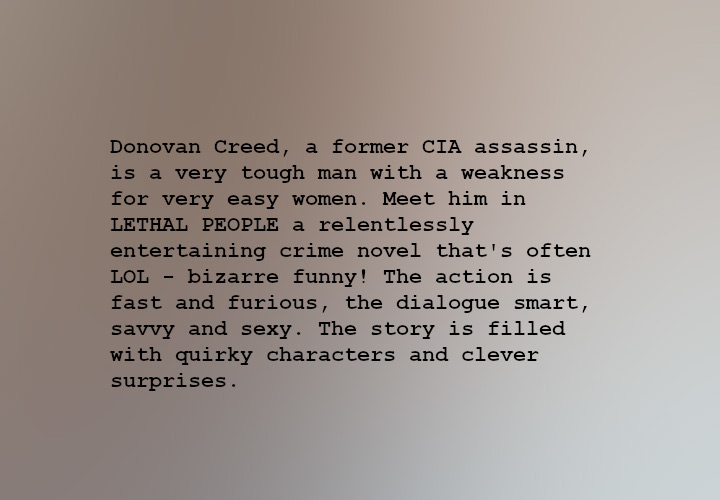 Donovan Creed, a former CIA assassin,
is a very tough man with a weakness
for very easy women. Meet him in
LETHAL PEOPLE a relentlessly
entertaining crime novel that's often
LOL - bizarre funny! The action is
fast and furious, the dialogue smart,
savvy and sexy. The story is filled
with quirky characters and clever
surprises.